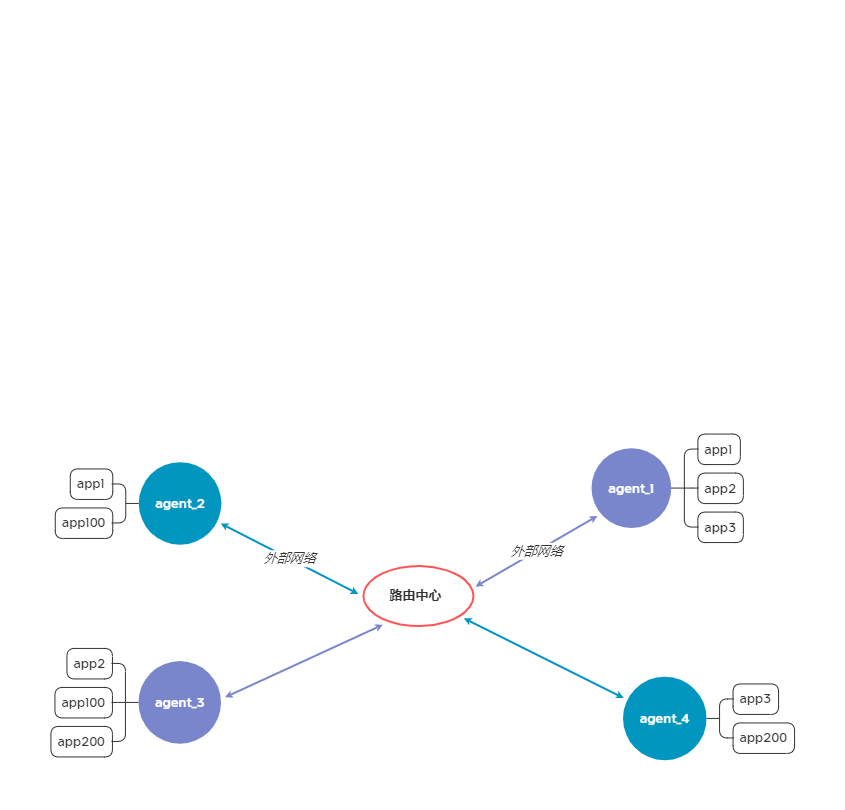 app1
agent_2
app100
外部网络
agent_1
app1
app2
app3
外部网络
路由中心
app2
app100
app200
agent_3
agent_4
app3
app200